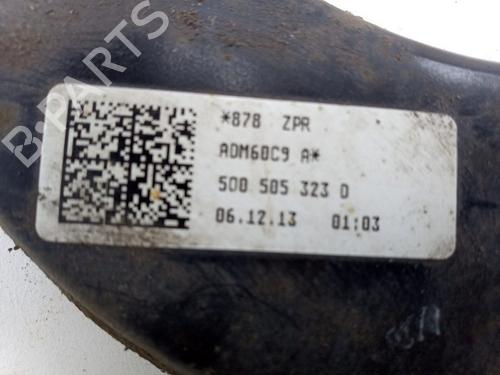 B-PARTS
*878 ZPR
ADM60C9 A*
5Q0 505 323 D
06.12.13 01:03